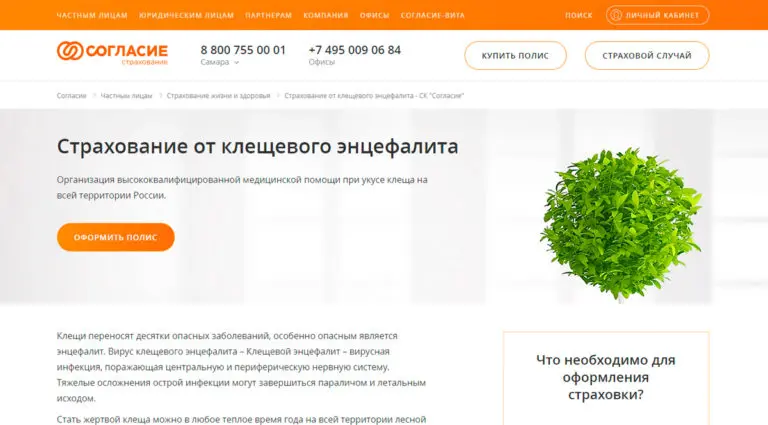 ЧАСТНЫМ ЛИЦАМ ЮРИДИЧЕСКИМ ЛИЦАМ ПАРТНЕРАМ КОМПАНИЯ ОФИСЫ СОГЛАСИЕ-ВИТА ПОИСК ЛИЧНЫЙ КАБИНЕТ
СОГЛАСИЕ
страхование
8 800 755 00 01
Самара
+7 495 009 06 84
Офисы
КУПИТЬ ПОЛИС
СТРАХОВОЙ СЛУЧАЙ
Согласие > Частным лицам > Страхование жизни и здоровья > Страхование от клещевого энцефалита - СК "Согласие"
Страхование от клещевого энцефалита
Организация высококвалифицированной медицинской помощи при укусе клеща на
всей территории России.
ОФОРМИТЬ ПОЛИС
Клещи переносят десятки опасных заболеваний, особенно опасным является
энцефалит. Вирус клещевого энцефалита – Клещевой энцефалит – вирусная
инфекция, поражающая центральную и периферическую нервную систему.
Тяжелые осложнения острой инфекции могут завершиться параличом и летальным
исходом.
Стать жертвой клеща можно в любое теплое время года на всей территории лесной
Что необходимо для
оформления
страховки?